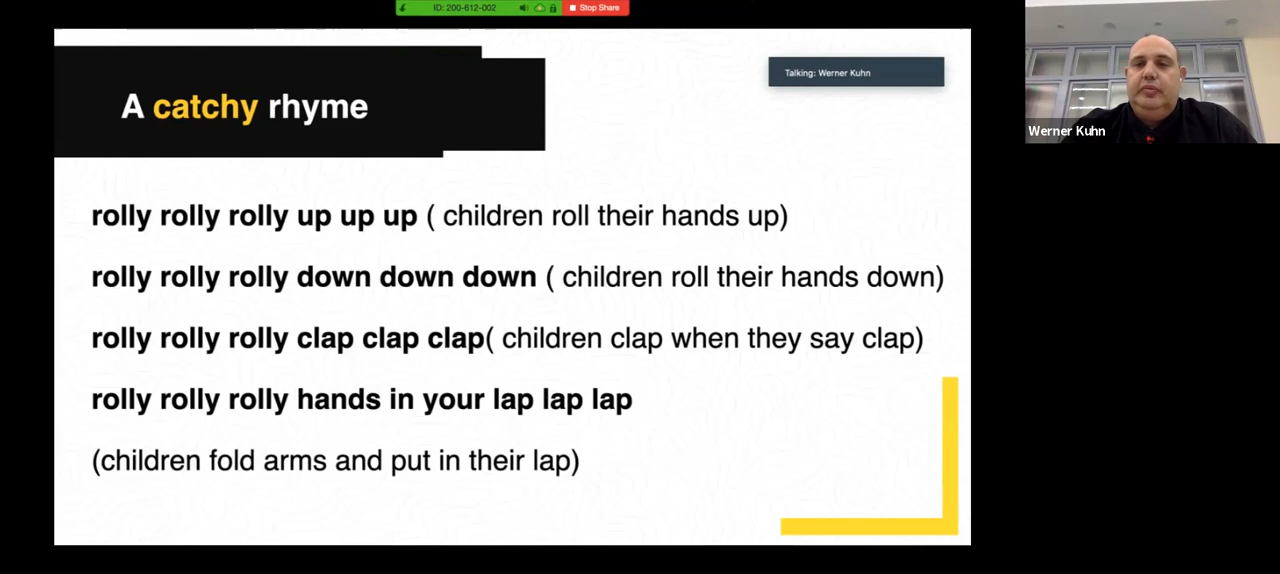 ID: 200-612-002 Stop Share
Talking: Werner Kuhn
A catchy rhyme
Werner Kuhn
rolly rolly rolly up up up ( children roll their hands up)
rolly rolly rolly down down down ( children roll their hands down)
rolly rolly rolly clap clap clap( children clap when they say clap)
rolly rolly rolly hands in your lap lap lap
(children fold arms and put in their lap)